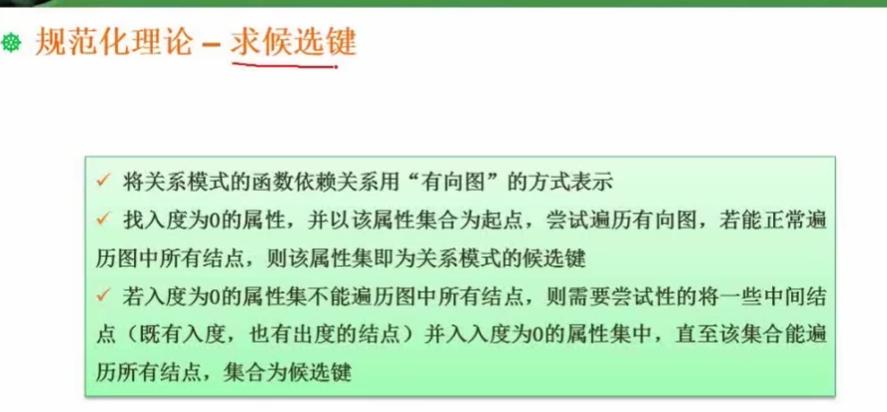 规范化理论 – 求候选键
✓ 将关系模式的函数依赖关系用“有向图”的方式表示
✓ 找入度为0的属性，并以该属性集合为起点，尝试遍历有向图，若能正常遍
历图中所有结点，则该属性集即为关系模式的候选键
✓ 若入度为0的属性集不能遍历图中所有结点，则需要尝试性的将一些中间结
点（既有入度，也有出度的结点）并入入度为0的属性集中，直至该集合能遍
历所有结点，集合为候选键